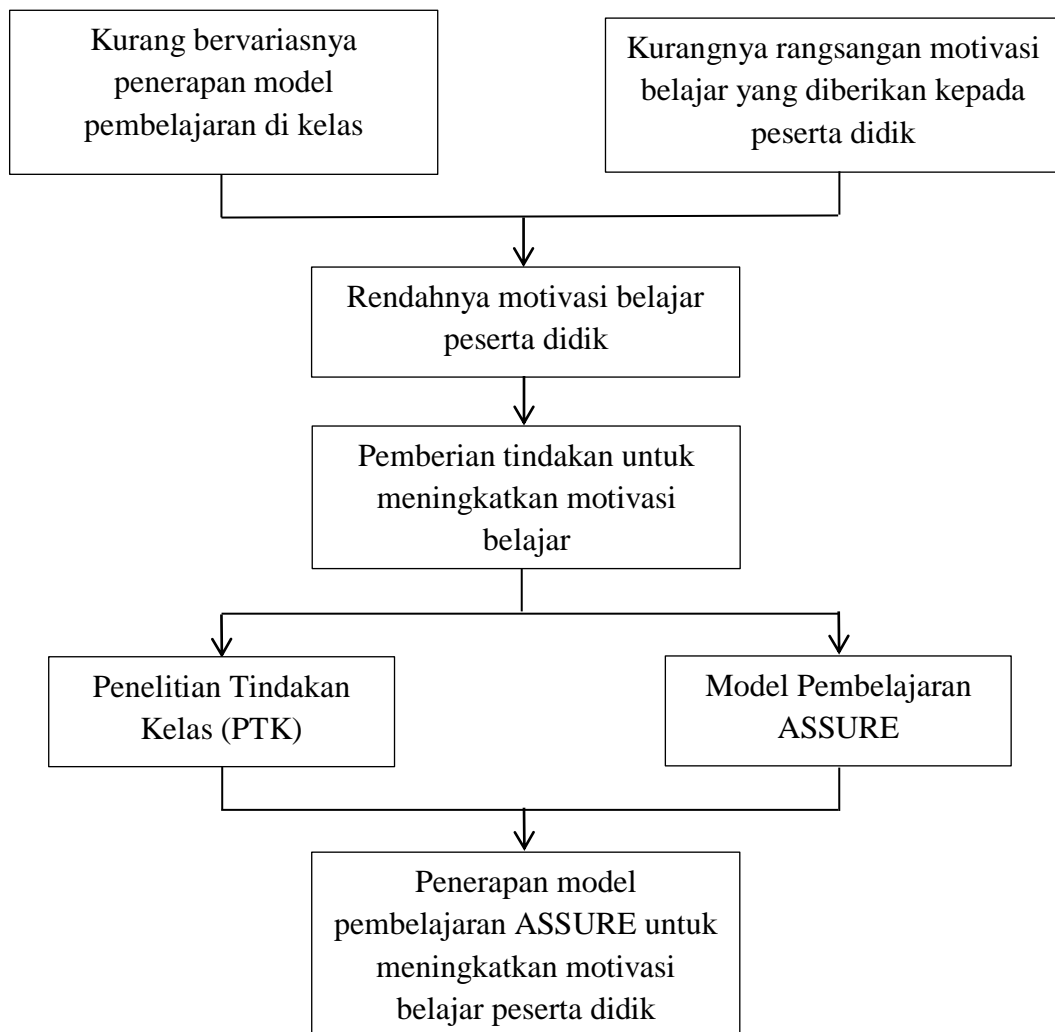 Kurang bervariasnya
penerapan model
pembelajaran di kelas
Kurangnya rangsangan motivasi
belajar yang diberikan kepada
peserta didik
Rendahnya motivasi belajar
peserta didik
Pemberian tindakan untuk
meningkatkan motivasi
belajar
Penelitian Tindakan
Kelas (PTK)
Model Pembelajaran
ASSURE
Penerapan model
pembelajaran ASSURE untuk
meningkatkan motivasi
belajar peserta didik